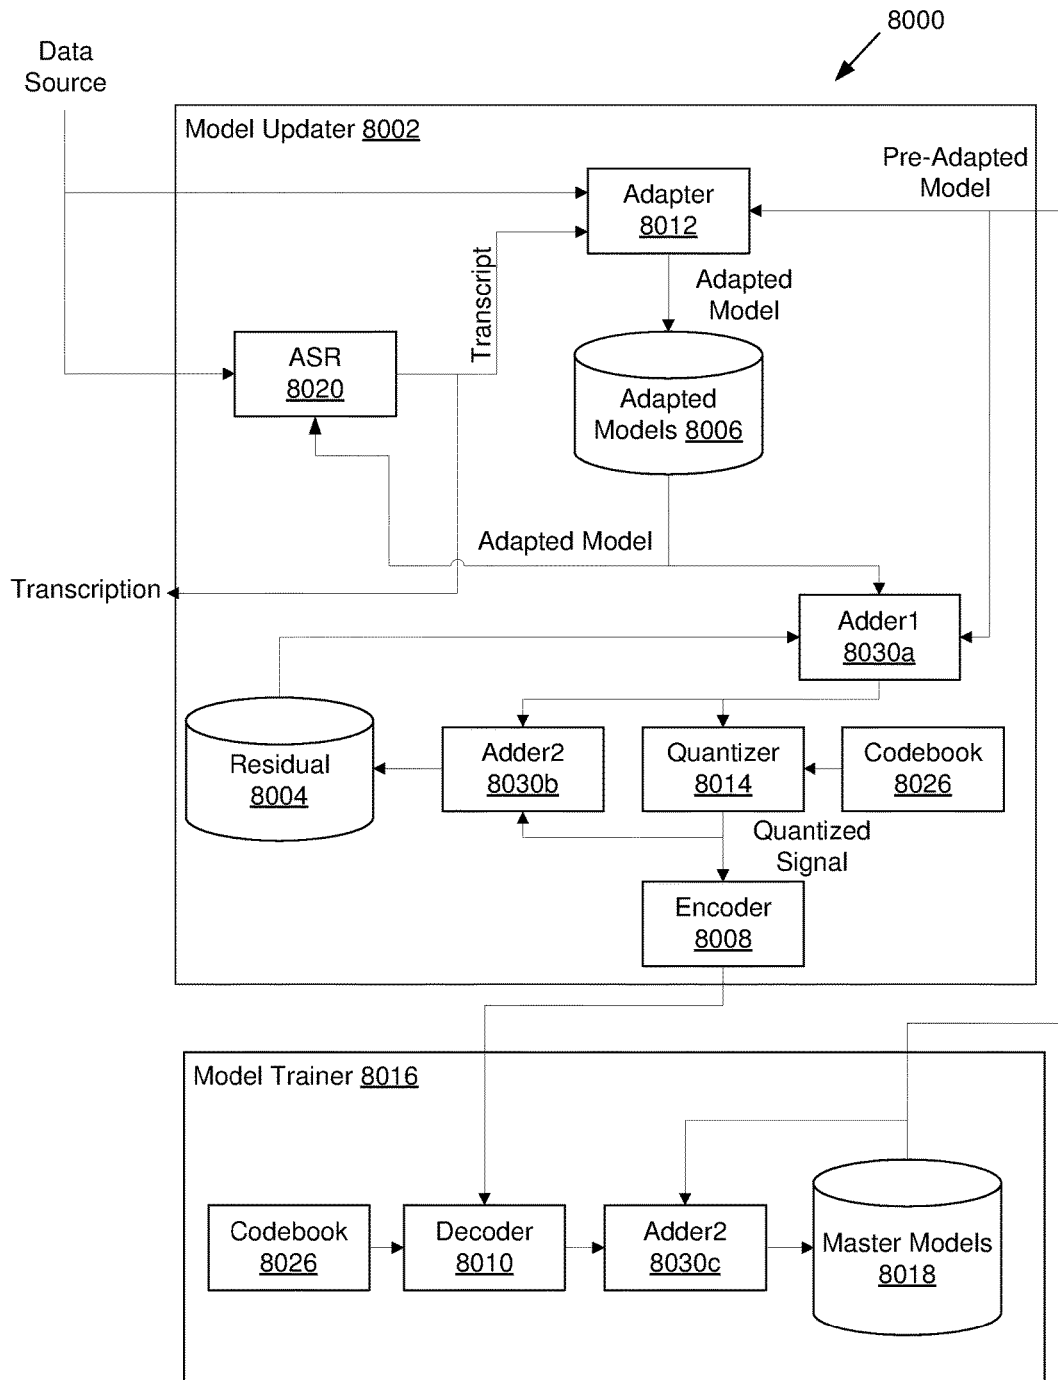 8000
Data
Source
Model Updater 8002
Pre-Adapted
Model
Adapter
8012
Transcript
Adapted
Model
ASR
8020
Adapted
Models 8006
Adapted Model
Transcription
Adder1
8030a
Residual
8004
Adder2
8030b
Quantizer
8014
Codebook
8026
Quantized
Signal
Encoder
8008
Model Trainer 8016
Codebook
8026
Decoder
8010
Adder2
8030c
Master Models
8018